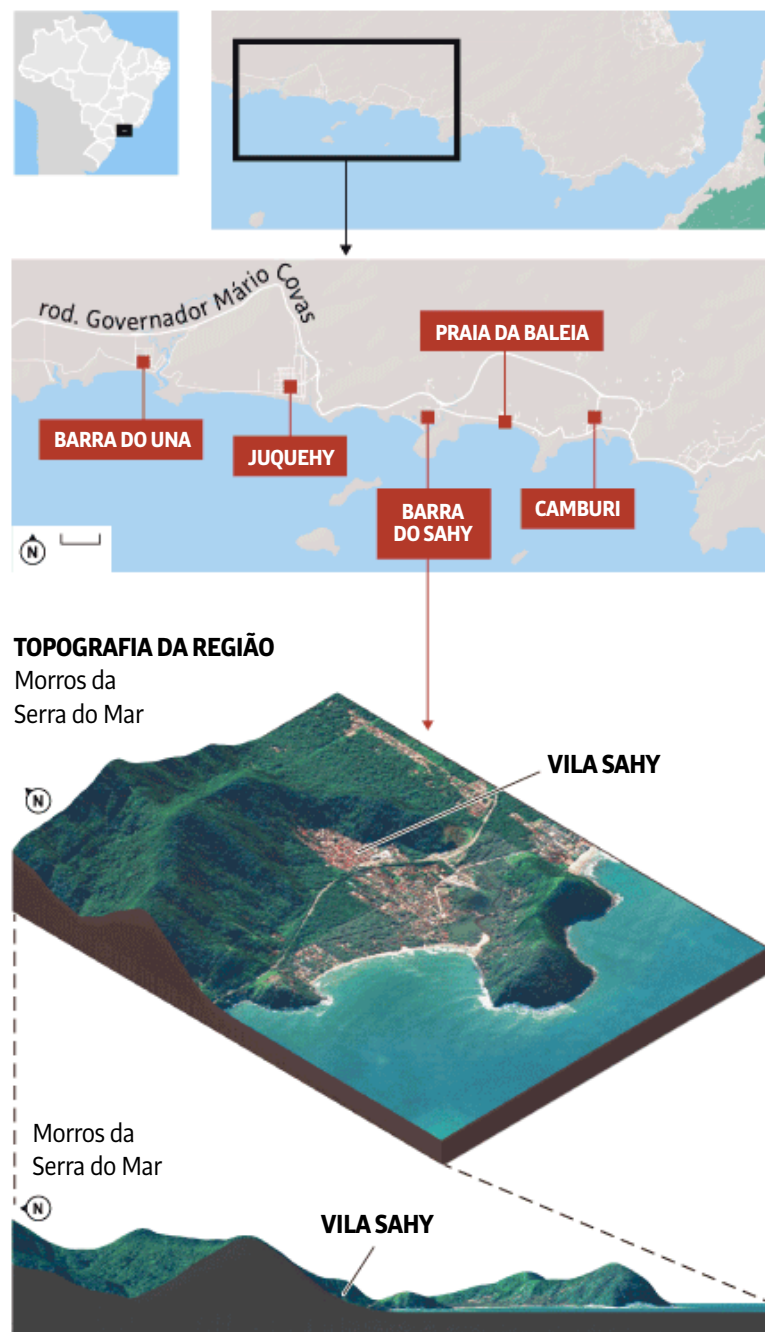 rod. Governador Mário Covas
PRAIA DA BALEIA
BARRA DO UNA
JUQUEHY
BARRA
DO SAHY
CAMBURI
N
TOPOGRAFIA DA REGIÃO
Morros da
Serra do Mar
VILA SAHY
N
Morros da
Serra do Mar
N
VILA SAHY